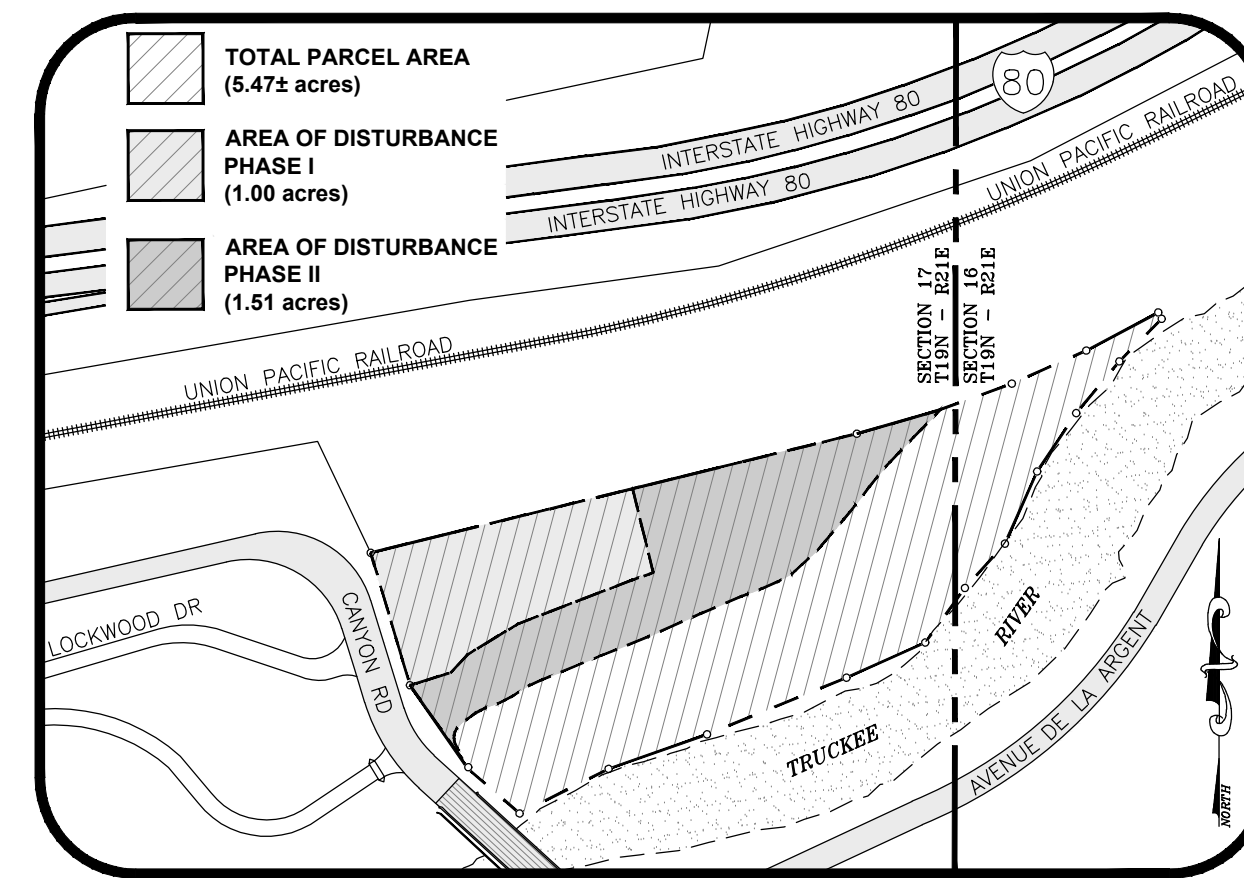 TOTAL PARCEL AREA
(5.47± acres)
AREA OF DISTURBANCE
PHASE I
(1.00 acres)
AREA OF DISTURBANCE
PHASE II
(1.51 acres)
80
INTERSTATE HIGHWAY 80
INTERSTATE HIGHWAY 80
UNION PACIFIC RAILROAD
UNION PACIFIC RAILROAD
SECTION 17
T19N - R21E
SECTION 16
T19N - R21E
LOCKWOOD DR
CANYON RD
TRUCKEE
RIVER
AVENUE DE LA ARGENT
NORTH